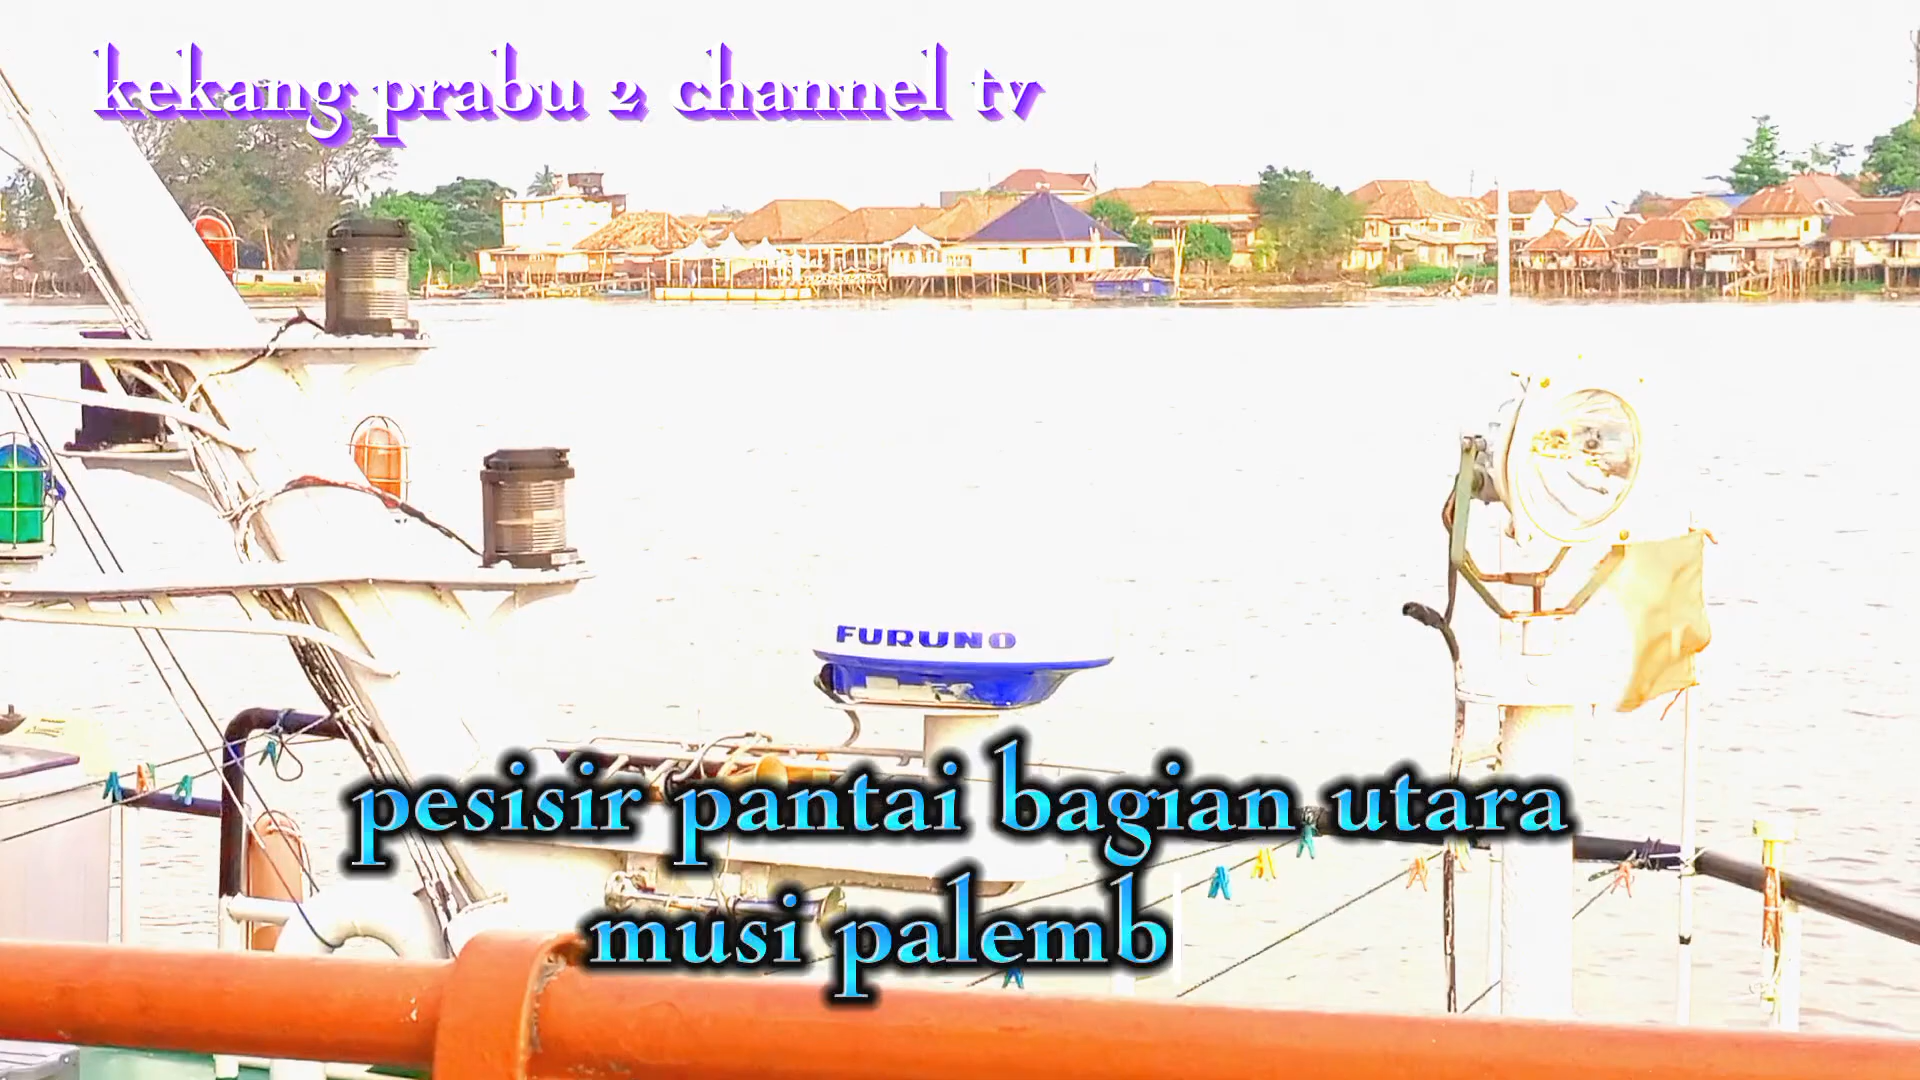 kekang prabu 2 channel tv
FURUNO
pesisir pantai bagian utara
musi palemb